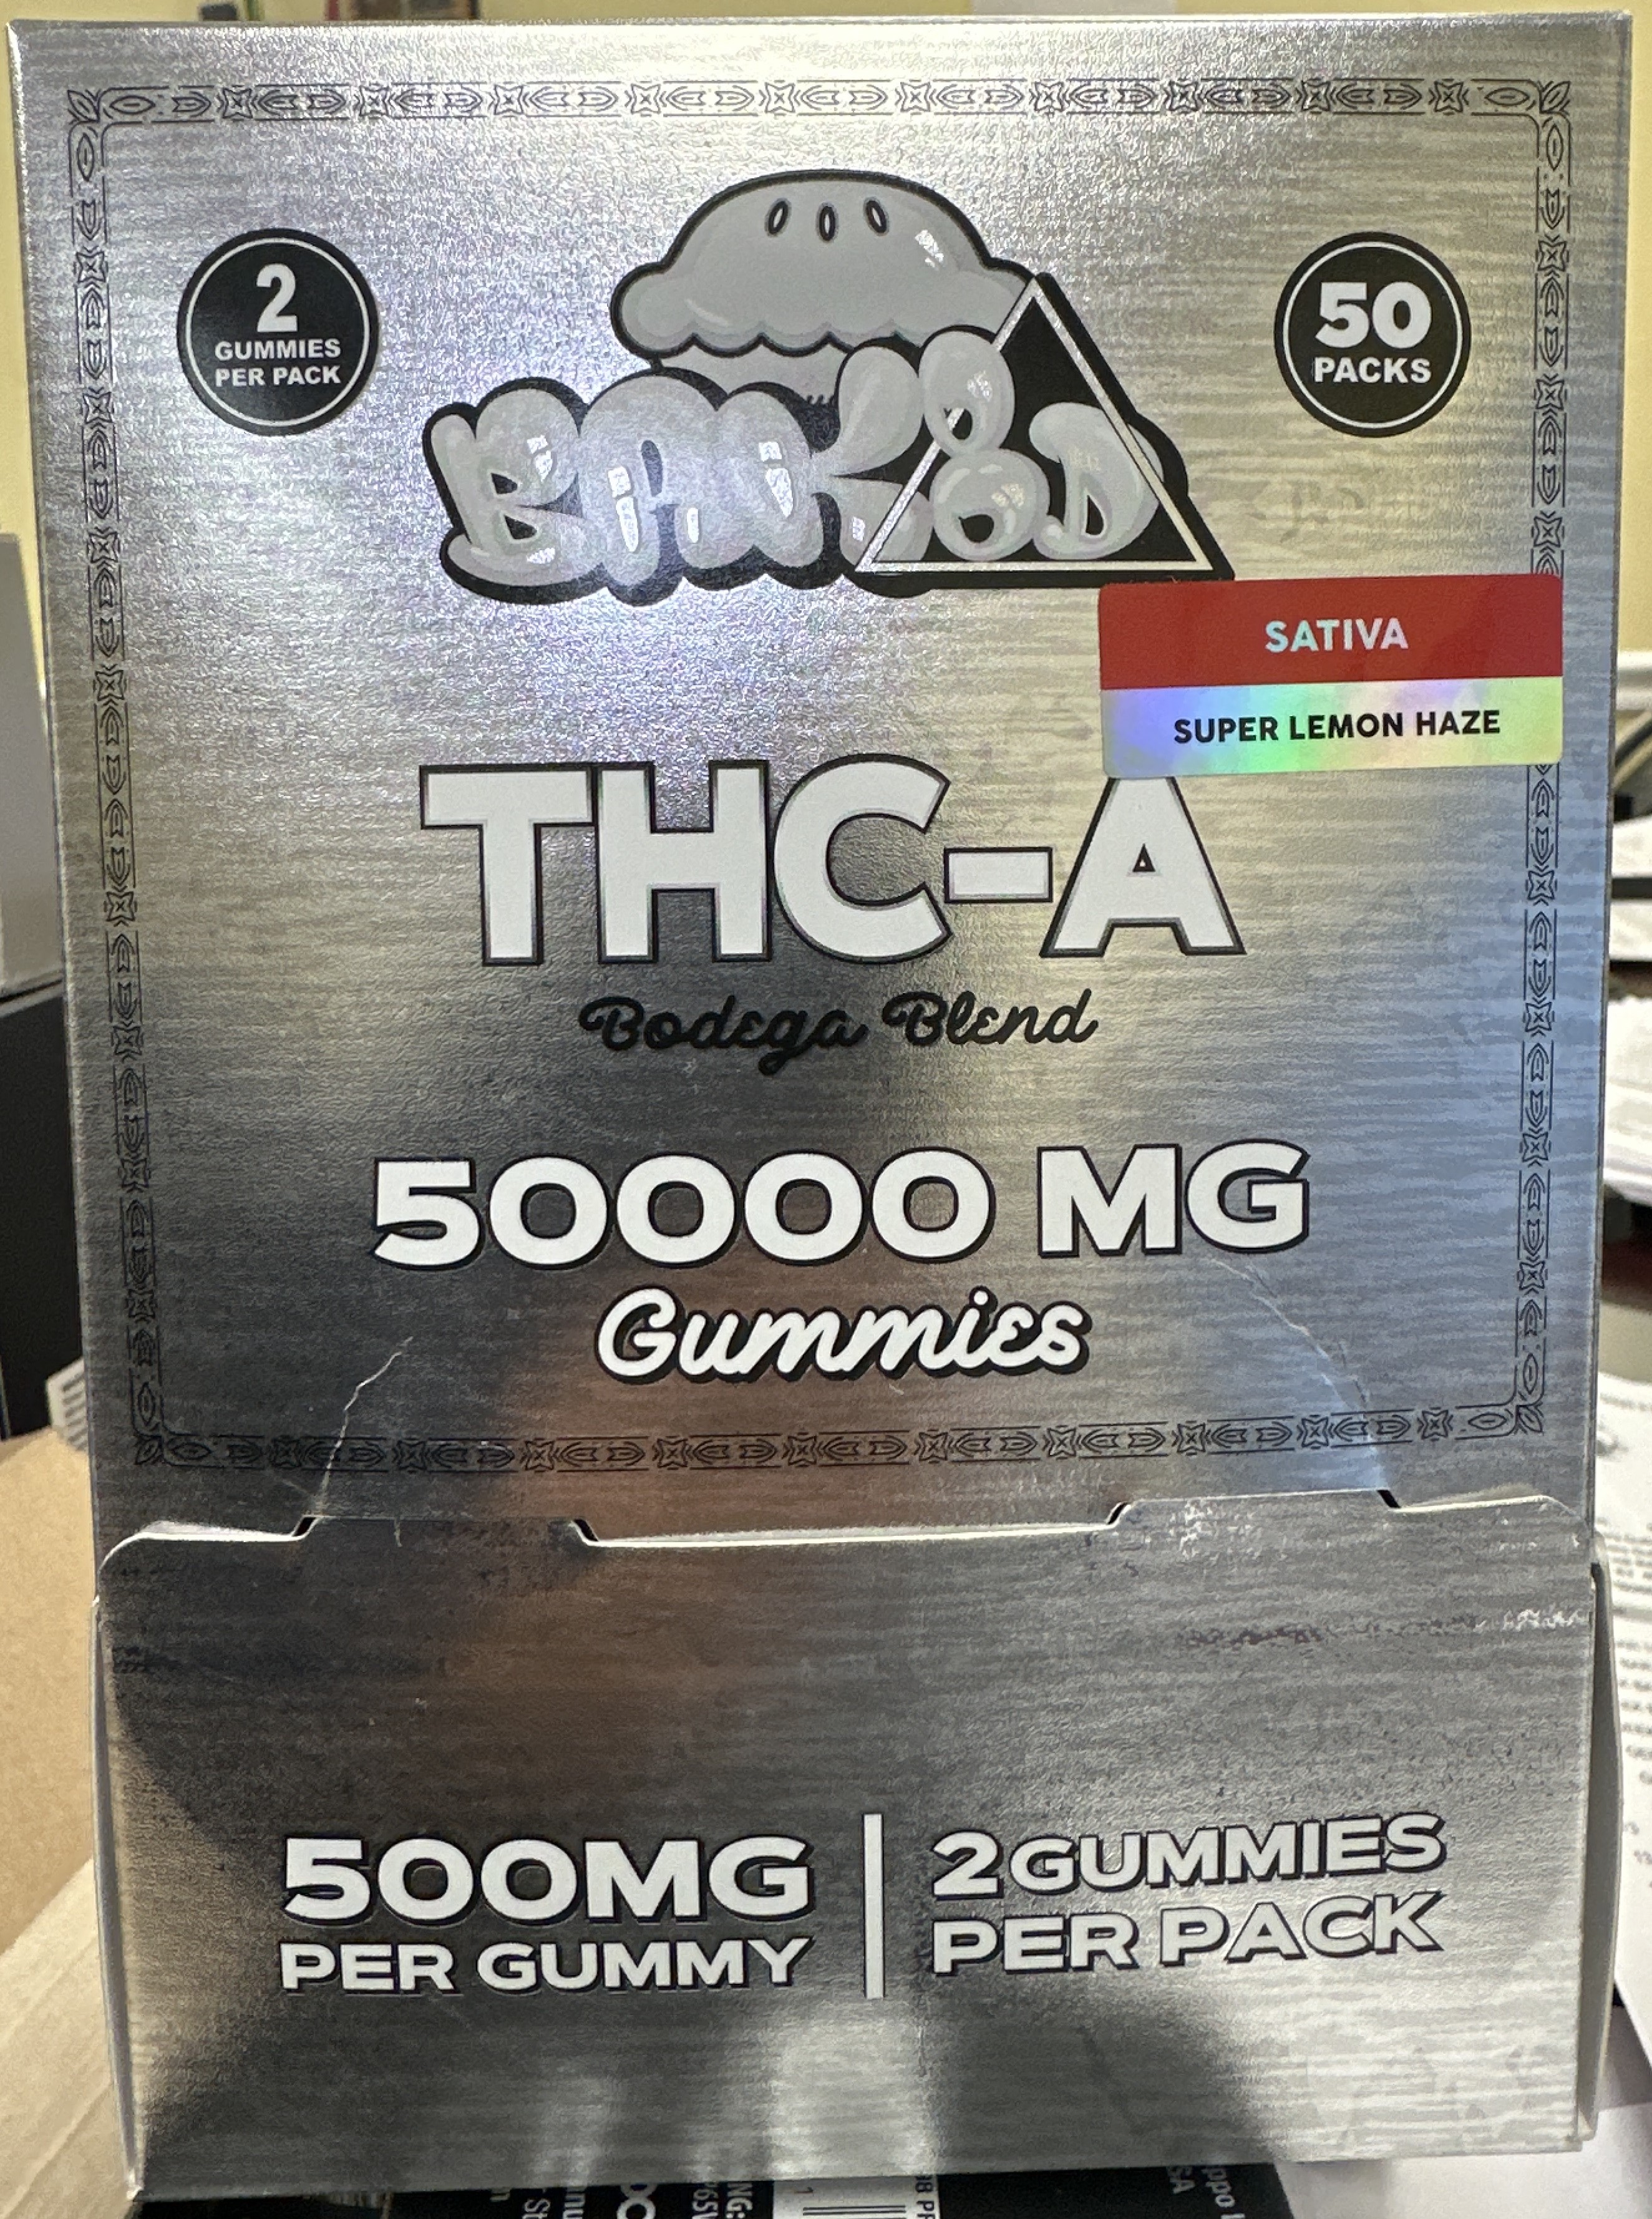 2
GUMMIES
PER PACK
50
PACKS
BAK8D
SATIVA
SUPER LEMON HAZE
THC-A
Bodega Blend
50000 MG
Gummies
500MG
PER GUMMY
2 GUMMIES
PER PACK